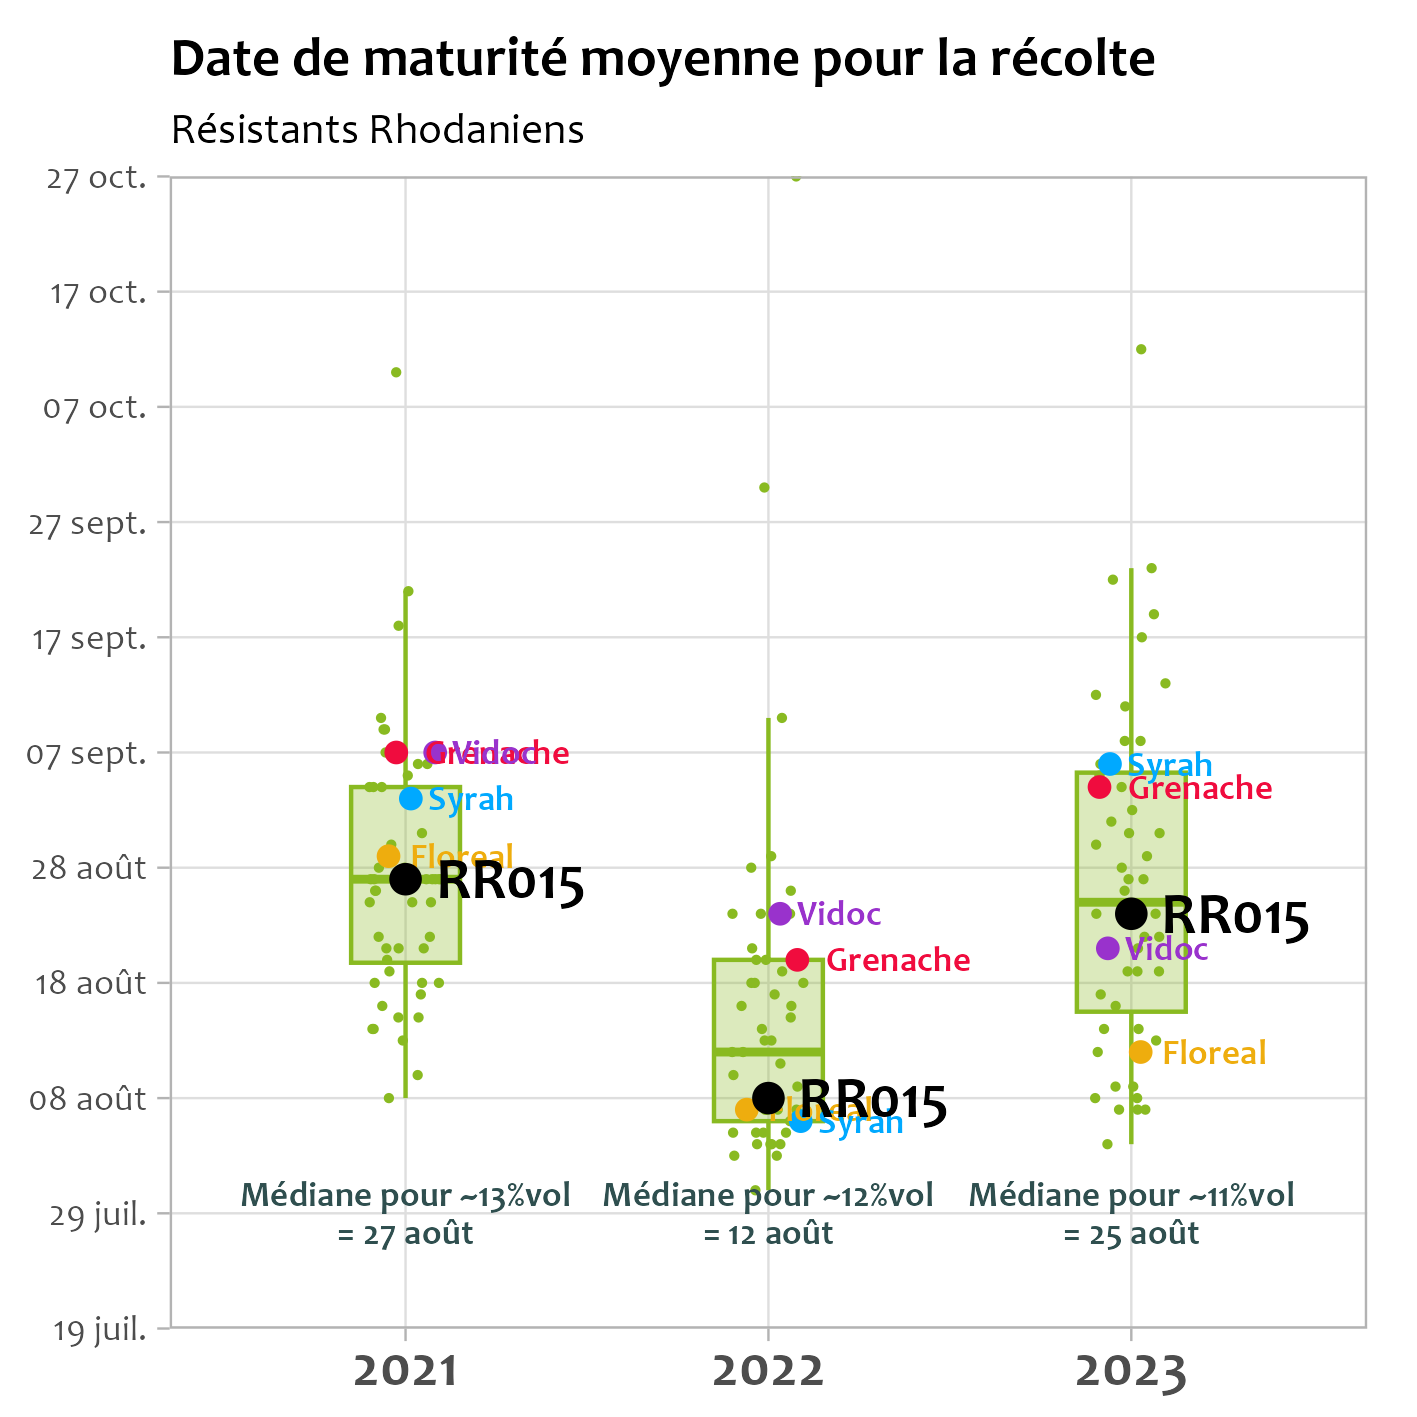 Date de maturité moyenne pour la récolte
Résistants Rhodaniens
27 oct.
17 oct.
07 oct.
27 sept.
17 sept.
07 sept.
28 août
18 août
08 août
29 juil.
19 juil.
Grenache
Vidoc
Syrah
Floreal
RR015
Vidoc
Grenache
RR015
Floreal
Syrah
Syrah
Grenache
RR015
Vidoc
Floreal
Médiane pour ~13%vol
= 27 août
Médiane pour ~12%vol
= 12 août
Médiane pour ~11%vol
= 25 août
2021
2022
2023